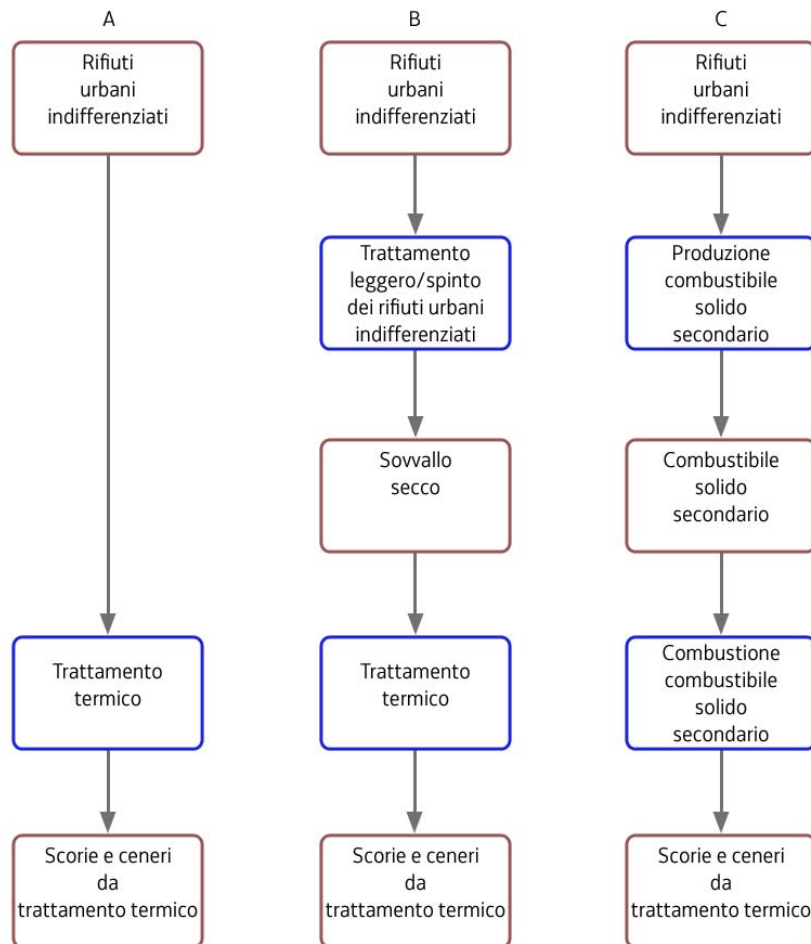 A
B
C
Rifiuti
urbani
indifferenziati
Rifiuti
urbani
indifferenziati
Rifiuti
urbani
indifferenziati
Trattamento
leggero/spinto
dei rifiuti urbani
indifferenziati
Produzione
combustibile
solido
secondario
Sovvallo
secco
Combustibile
solido
secondario
Trattamento
termico
Trattamento
termico
Combustione
combustibile
solido
secondario
Scorie e ceneri
da
trattamento termico
Scorie e ceneri
da
trattamento termico
Scorie e ceneri
da
trattamento termico